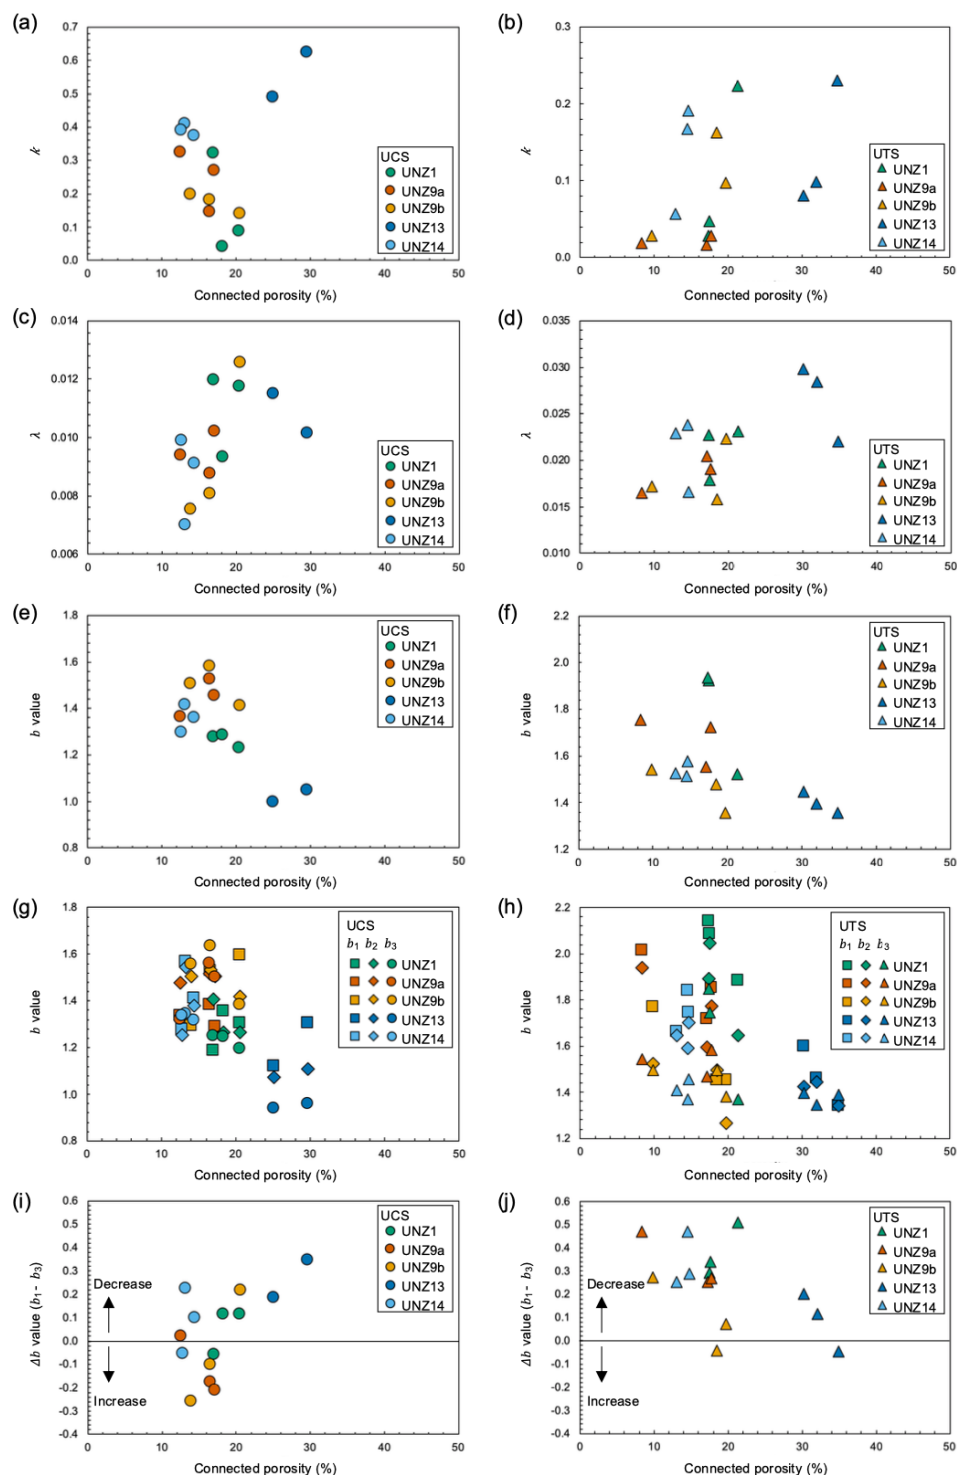 (a)
0.7
0.6
0.5
0.4
0.3
0.2
0.1
0.0
k
UCS
UNZ1
UNZ9a
UNZ9b
UNZ13
UNZ14
0 10 20 30 40 50
Connected porosity (%)
(b)
0.3
0.2
0.1
0.0
k
UTS
UNZ1
UNZ9a
UNZ9b
UNZ13
UNZ14
0 10 20 30 40 50
Connected porosity (%)
(c)
0.014
0.012
0.010
0.008
0.006
λ
UCS
UNZ1
UNZ9a
UNZ9b
UNZ13
UNZ14
0 10 20 30 40 50
Connected porosity (%)
(d)
0.035
0.030
0.025
0.020
0.015
0.010
λ
UTS
UNZ1
UNZ9a
UNZ9b
UNZ13
UNZ14
0 10 20 30 40 50
Connected porosity (%)
(e)
1.8
1.6
1.4
1.2
1.0
0.8
b value
UCS
UNZ1
UNZ9a
UNZ9b
UNZ13
UNZ14
0 10 20 30 40 50
Connected porosity (%)
(f)
2.2
2.0
1.8
1.6
1.4
1.2
b value
UTS
UNZ1
UNZ9a
UNZ9b
UNZ13
UNZ14
0 10 20 30 40 50
Connected porosity (%)
(g)
1.8
1.6
1.4
1.2
1.0
0.8
b value
UCS
b₁ b₂ b₃
UNZ1
UNZ9a
UNZ9b
UNZ13
UNZ14
0 10 20 30 40 50
Connected porosity (%)
(h)
2.2
2.0
1.8
1.6
1.4
1.2
b value
UTS
b₁ b₂ b₃
UNZ1
UNZ9a
UNZ9b
UNZ13
UNZ14
0 10 20 30 40 50
Connected porosity (%)
(i)
0.6
0.5
0.4
0.3
0.2
0.1
0.0
-0.1
-0.2
-0.3
-0.4
Δb value (b₁- b₃)
Decrease
Increase
UCS
UNZ1
UNZ9a
UNZ9b
UNZ13
UNZ14
0 10 20 30 40 50
Connected porosity (%)
(j)
0.6
0.5
0.4
0.3
0.2
0.1
0.0
-0.1
-0.2
-0.3
-0.4
Δb value (b₁- b₃)
Decrease
Increase
UTS
UNZ1
UNZ9a
UNZ9b
UNZ13
UNZ14
0 10 20 30 40 50
Connected porosity (%)